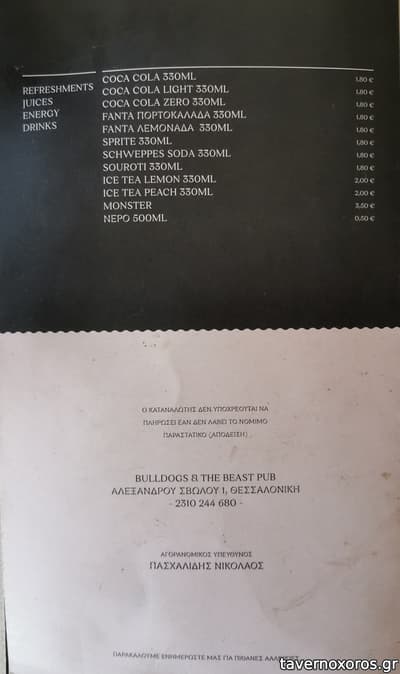 REFRESHMENTS
JUICES
ENERGY
DRINKS
COCA COLA 330ML 1,80 €
COCA COLA LIGHT 330ML 1,80 €
COCA COLA ZERO 330ML 1,80 €
FANTA ΠΟΡΤΟΚΑΛΑΔΑ 330ML 1,80 €
FANTA ΛΕΜΟΝΑΔΑ 330ML 1,80 €
SPRITE 330ML 1,80 €
SCHWEPPES SODA 330ML 1,80 €
SOUROTI 330ML 1,80 €
ICE TEA LEMON 330ML 2,00 €
ICE TEA PEACH 330ML 2,00 €
MONSTER 3,50 €
ΝΕΡΟ 500ML 0,50 €
Ο ΚΑΤΑΝΑΛΩΤΗΣ ΔΕΝ ΥΠΟΧΡΕΟΥΤΑΙ ΝΑ
ΠΛΗΡΩΣΕΙ ΕΑΝ ΔΕΝ ΛΑΒΕΙ ΤΟ ΝΟΜΙΜΟ
ΠΑΡΑΣΤΑΤΙΚΟ (ΑΠΟΔΕΙΞΗ)
BULLDOGS & THE BEAST PUB
ΑΛΕΞΑΝΔΡΟΥ ΣΒΩΛΟΥ 1, ΘΕΣΣΑΛΟΝΙΚΗ
- 2310 244 680 -
ΑΓΟΡΑΝΟΜΙΚΟΣ ΥΠΕΥΘΥΝΟΣ
ΠΑΣΧΑΛΙΔΗΣ ΝΙΚΟΛΑΟΣ
ΠΑΡΑΚΑΛΟΥΜΕ ΕΝΗΜΕΡΩΣΤΕ ΜΑΣ ΓΙΑ ΠΙΘΑΝΕΣ ΑΛΛΕΡΓΙΕΣ
tavernoxoros.gr